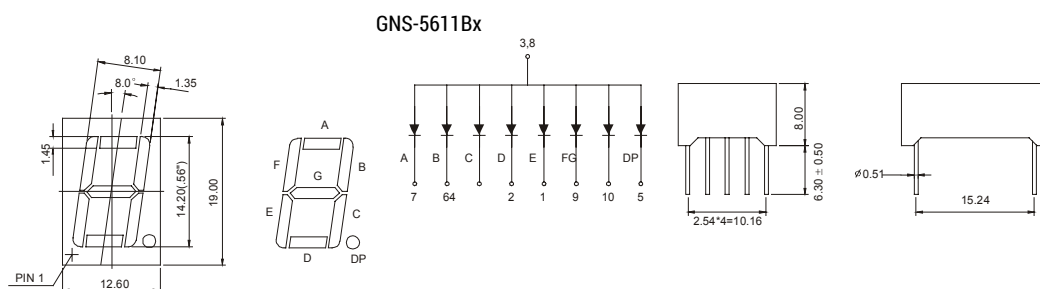 GNS-5611Bx
8.10
8.0°
1.35
1.45
14.20(.56")
19.00
PIN 1
12.60
A
F
B
G
E
C
D
DP
3,8
A B C D E FG DP
7 64 2 1 9 10 5
8.00
6.30 ± 0.50
2.54*4=10.16
ø0.51
15.24